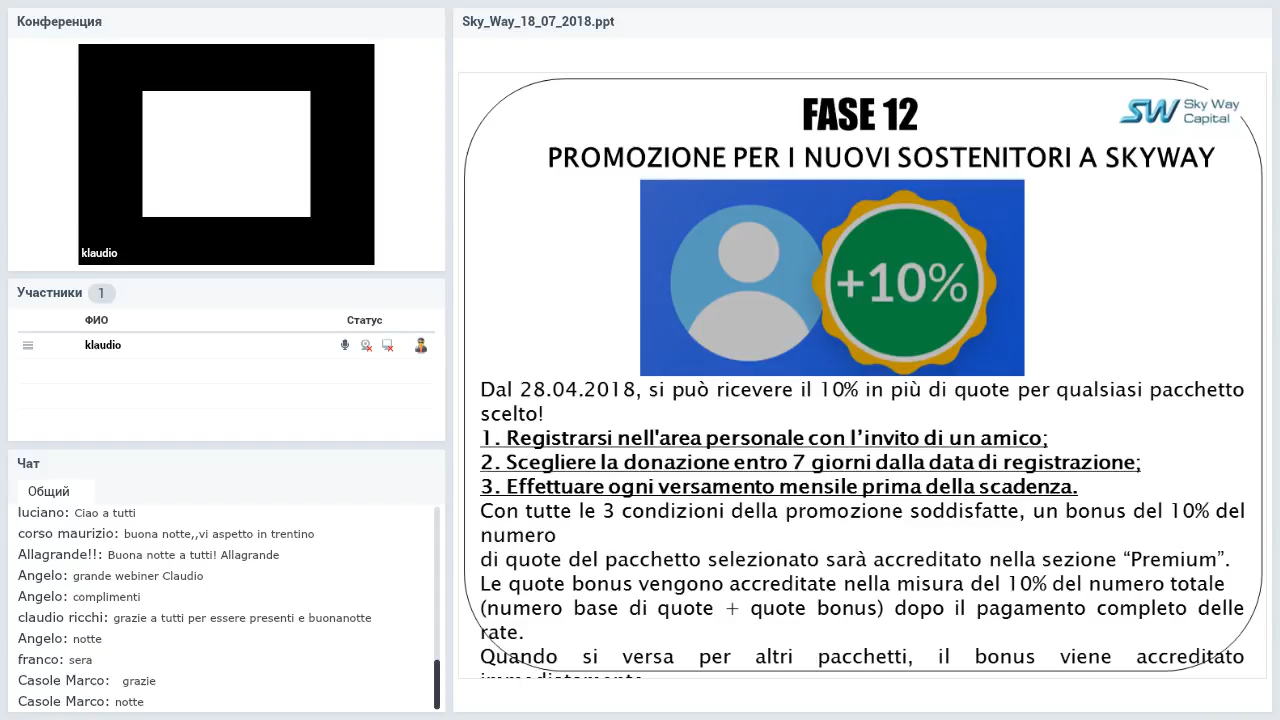 Конференция
klaudio
Участники 1
ФИО Статус
klaudio
Чат
Общий
luciano: Ciao a tutti
corso maurizio: buona notte,,vi aspetto in trentino
Allagrande!!: Buona notte a tutti! Allagrande
Angelo: grande webiner Claudio
Angelo: complimenti
claudio ricchi: grazie a tutti per essere presenti e buonanotte
Angelo: notte
franco: sera
Casole Marco: grazie
Casole Marco: notte
Sky_Way_18_07_2018.ppt
FASE 12
SW Sky Way
Capital
PROMOZIONE PER I NUOVI SOSTENITORI A SKYWAY
+10%
Dal 28.04.2018, si può ricevere il 10% in più di quote per qualsiasi pacchetto
scelto!
1. Registrarsi nell'area personale con l’invito di un amico;
2. Scegliere la donazione entro 7 giorni dalla data di registrazione;
3. Effettuare ogni versamento mensile prima della scadenza.
Con tutte le 3 condizioni della promozione soddisfatte, un bonus del 10% del
numero
di quote del pacchetto selezionato sarà accreditato nella sezione “Premium”.
Le quote bonus vengono accreditate nella misura del 10% del numero totale
(numero base di quote + quote bonus) dopo il pagamento completo delle
rate.
Quando si versa per altri pacchetti, il bonus viene accreditato